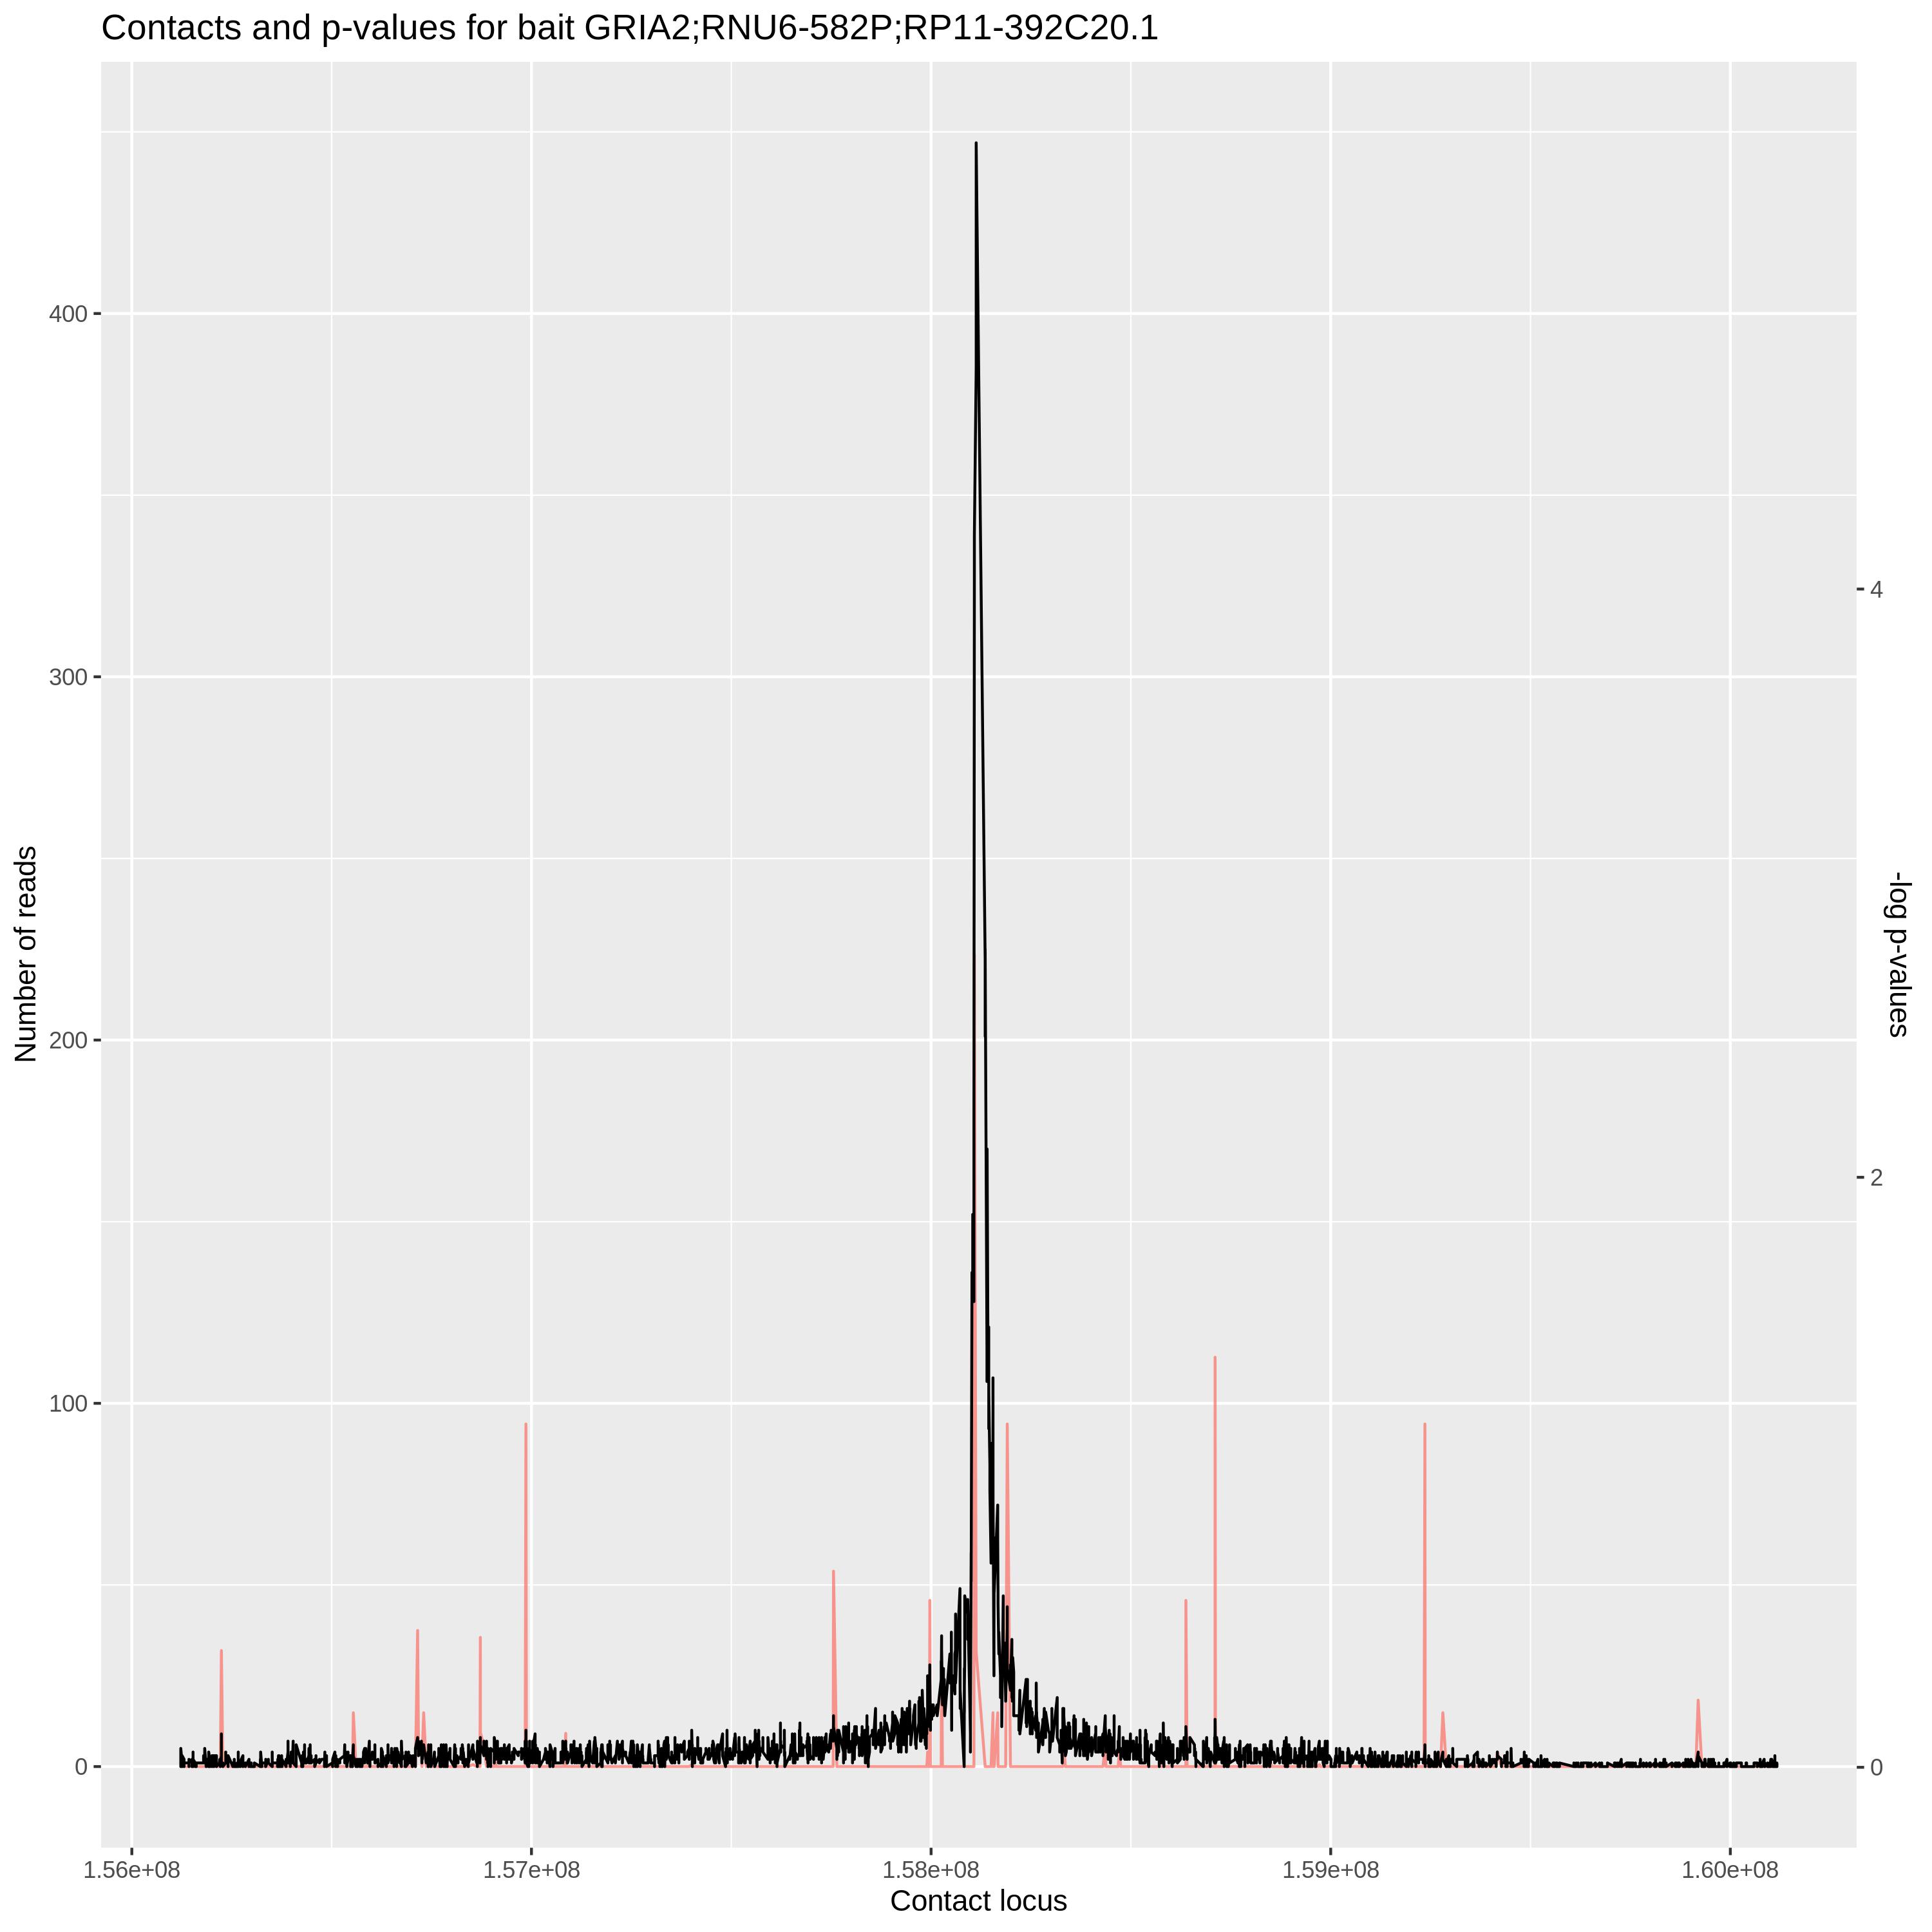 Contacts and p-values for bait GRIA2;RNU6-582P;RP11-392C20.1
Number of reads
400
300
200
100
0
4
2
0
-log p-values
1.56e+08 1.57e+08 1.58e+08 1.59e+08 1.60e+08
Contact locus